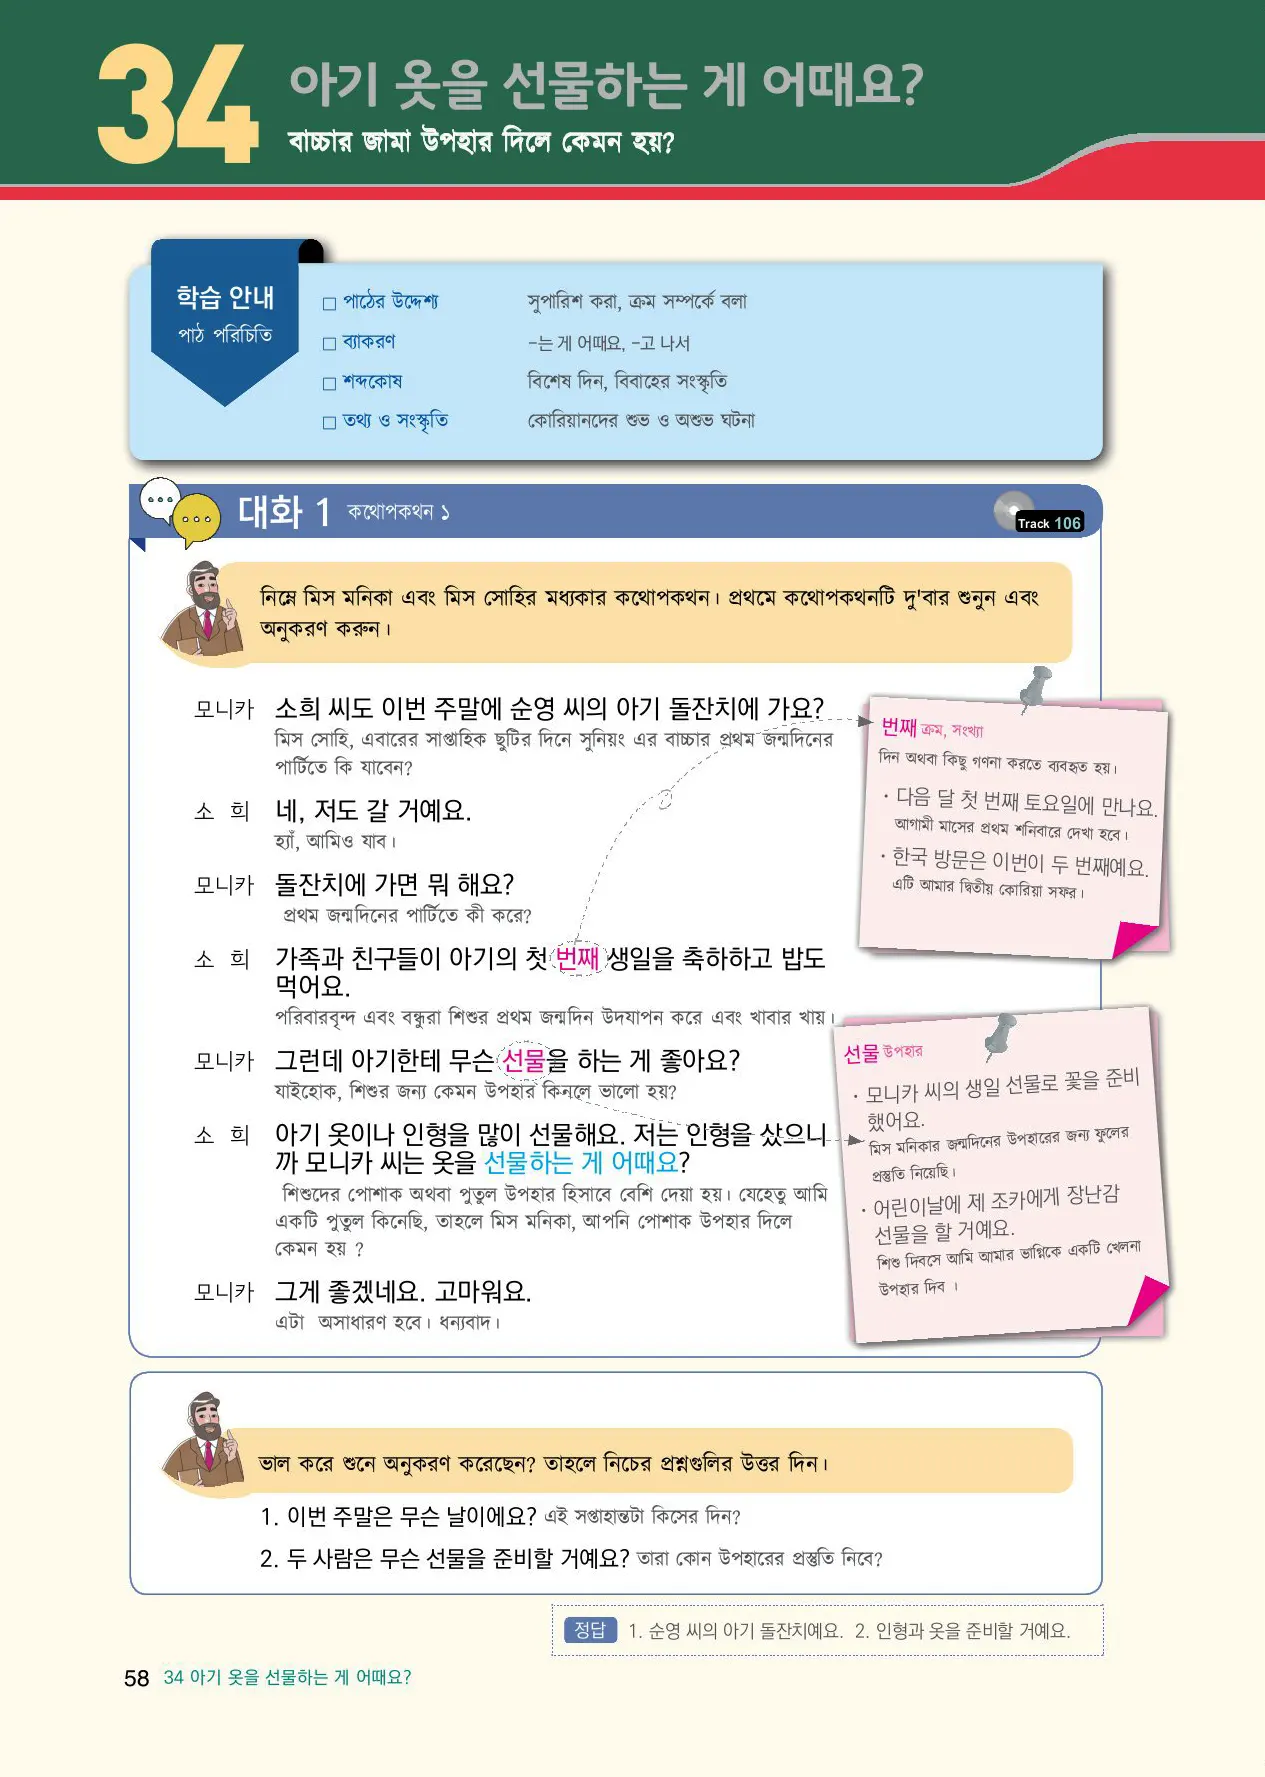 34
아기 옷을 선물하는 게 어때요?
বাচ্চার জামা উপহার দিলে কেমন হয়?
학습 안내
পাঠ পরিচিতি
□ পাঠের উদ্দেশ্য সুপারিশ করা, ক্রম সম্পর্কে বলা
□ ব্যাকরণ -는 게 어때요, -고 나서
□ শব্দকোষ বিশেষ দিন, বিবাহের সংস্কৃতি
□ তথ্য ও সংস্কৃতি কোরিয়ানদের শুভ ও অশুভ ঘটনা
대화 1 কথোপকথন ১
Track 106
নিম্নে মিস মনিকা এবং মিস সোহির মধ্যকার কথোপকথন। প্রথমে কথোপকথনটি দু'বার শুনুন এবং
অনুকরণ করুন।
모니카 소희 씨도 이번 주말에 순영 씨의 아기 돌잔치에 가요?
মিস সোহি, এবারের সাপ্তাহিক ছুটির দিনে সুনিয়ং এর বাচ্চার প্রথম জন্মদিনের
পার্টিতে কি যাবেন?
소 희 네, 저도 갈 거예요.
হ্যাঁ, আমিও যাব।
모니카 돌잔치에 가면 뭐 해요?
প্রথম জন্মদিনের পার্টিতে কী করে?
소 희 가족과 친구들이 아기의 첫 번째 생일을 축하하고 밥도
먹어요.
পরিবারবৃন্দ এবং বন্ধুরা শিশুর প্রথম জন্মদিন উদযাপন করে এবং খাবার খায়।
모니카 그런데 아기한테 무슨 선물을 하는 게 좋아요?
যাইহোক, শিশুর জন্য কেমন উপহার কিনলে ভালো হয়?
소 희 아기 옷이나 인형을 많이 선물해요. 저는 인형을 샀으니
까 모니카 씨는 옷을 선물하는 게 어때요?
শিশুদের পোশাক অথবা পুতুল উপহার হিসাবে বেশি দেয়া হয়। যেহেতু আমি
একটি পুতুল কিনেছি, তাহলে মিস মনিকা, আপনি পোশাক উপহার দিলে
কেমন হয় ?
모니카 그게 좋겠네요. 고마워요.
এটা অসাধারণ হবে। ধন্যবাদ।
번째 ক্রম, সংখ্যা
দিন অথবা কিছু গণনা করতে ব্যবহৃত হয়।
· 다음 달 첫 번째 토요일에 만나요.
আগামী মাসের প্রথম শনিবারে দেখা হবে।
· 한국 방문은 이번이 두 번째예요.
এটি আমার দ্বিতীয় কোরিয়া সফর।
선물 উপহার
· 모니카 씨의 생일 선물로 꽃을 준비
했어요.
মিস মনিকার জন্মদিনের উপহারের জন্য ফুলের
প্রস্তুতি নিয়েছি।
· 어린이날에 제 조카에게 장난감
선물을 할 거예요.
শিশু দিবসে আমি আমার ভাগ্নিকে একটি খেলনা
উপহার দিব ।
ভাল করে শুনে অনুকরণ করেছেন? তাহলে নিচের প্রশ্নগুলির উত্তর দিন।
1. 이번 주말은 무슨 날이에요? এই সপ্তাহান্তটা কিসের দিন?
2. 두 사람은 무슨 선물을 준비할 거예요? তারা কোন উপহারের প্রস্তুতি নিবে?
정답 1. 순영 씨의 아기 돌잔치예요. 2. 인형과 옷을 준비할 거예요.
58 34 아기 옷을 선물하는 게 어때요?